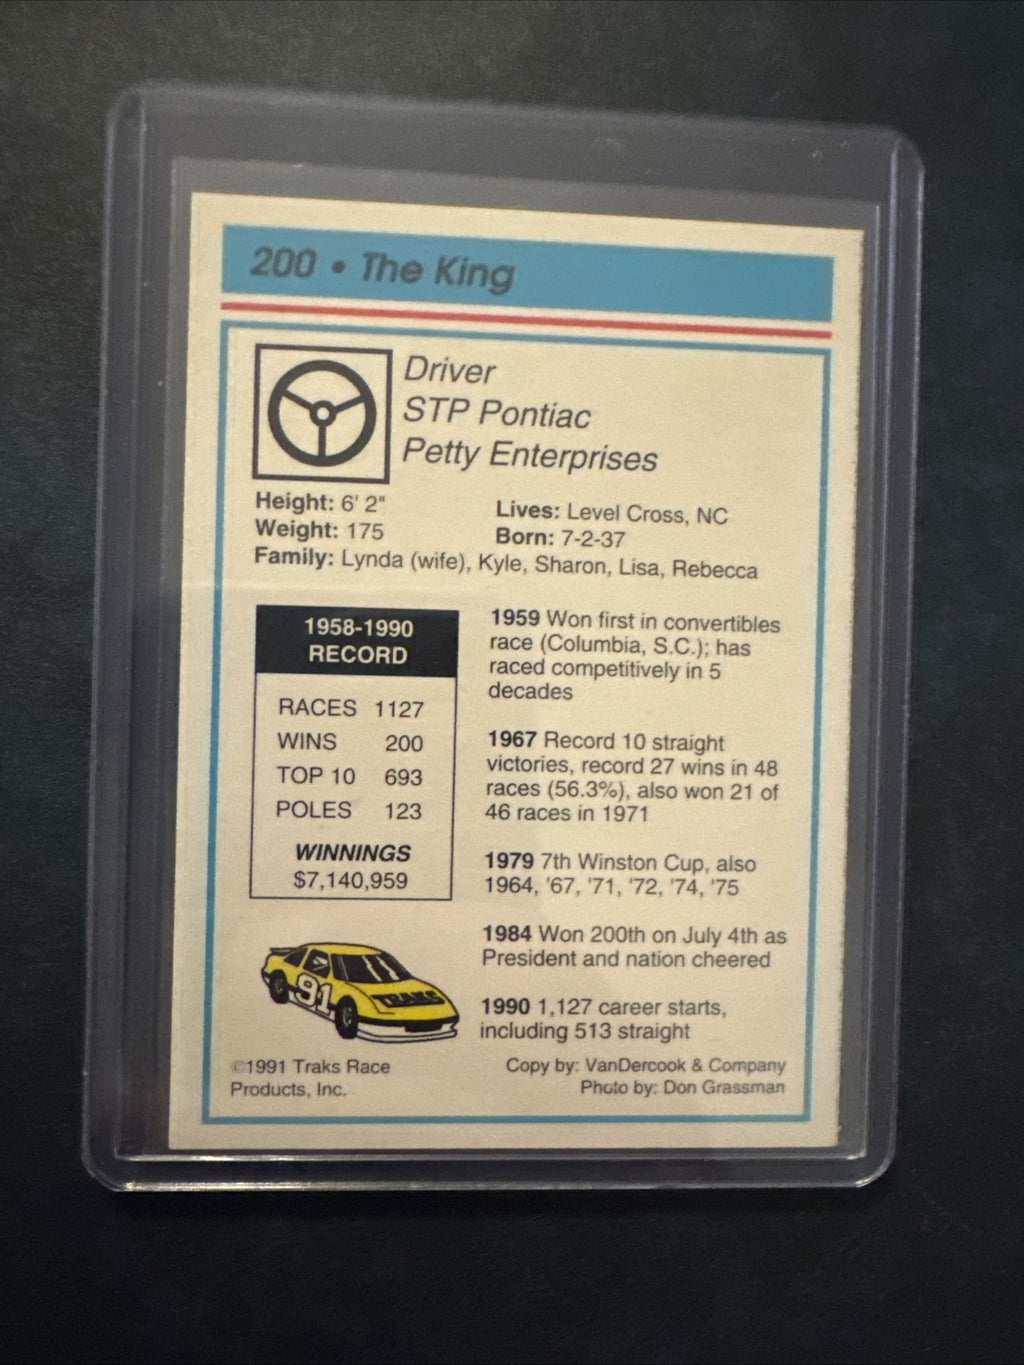 200 • The King
Driver
STP Pontiac
Petty Enterprises
Height: 6' 2"
Weight: 175
Lives: Level Cross, NC
Born: 7-2-37
Family: Lynda (wife), Kyle, Sharon, Lisa, Rebecca
1958-1990
RECORD
RACES 1127
WINS 200
TOP 10 693
POLES 123
WINNINGS
$7,140,959
1959 Won first in convertibles
race (Columbia, S.C.); has
raced competitively in 5
decades
1967 Record 10 straight
victories, record 27 wins in 48
races (56.3%), also won 21 of
46 races in 1971
1979 7th Winston Cup, also
1964, '67, '71, '72, '74, '75
1984 Won 200th on July 4th as
President and nation cheered
1990 1,127 career starts,
including 513 straight
91
TRAKS
©1991 Traks Race
Products, Inc.
Copy by: VanDercook & Company
Photo by: Don Grassman